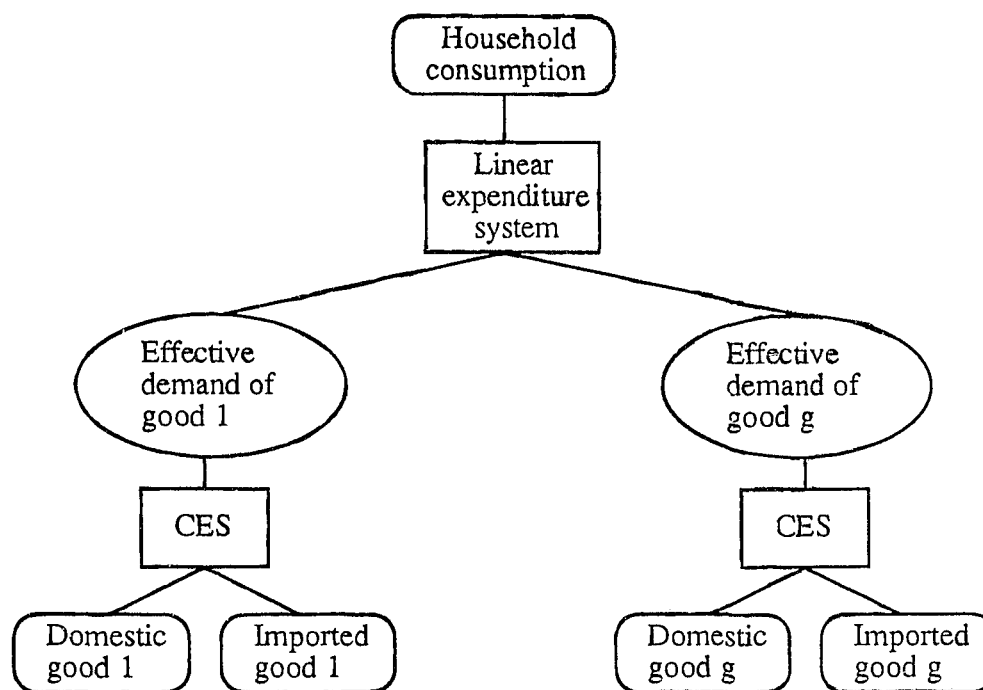 Household
consumption
Linear
expenditure
system
Effective
demand of
good 1
Effective
demand of
good g
CES
CES
Domestic
good 1
Imported
good 1
Domestic
good g
Imported
good g